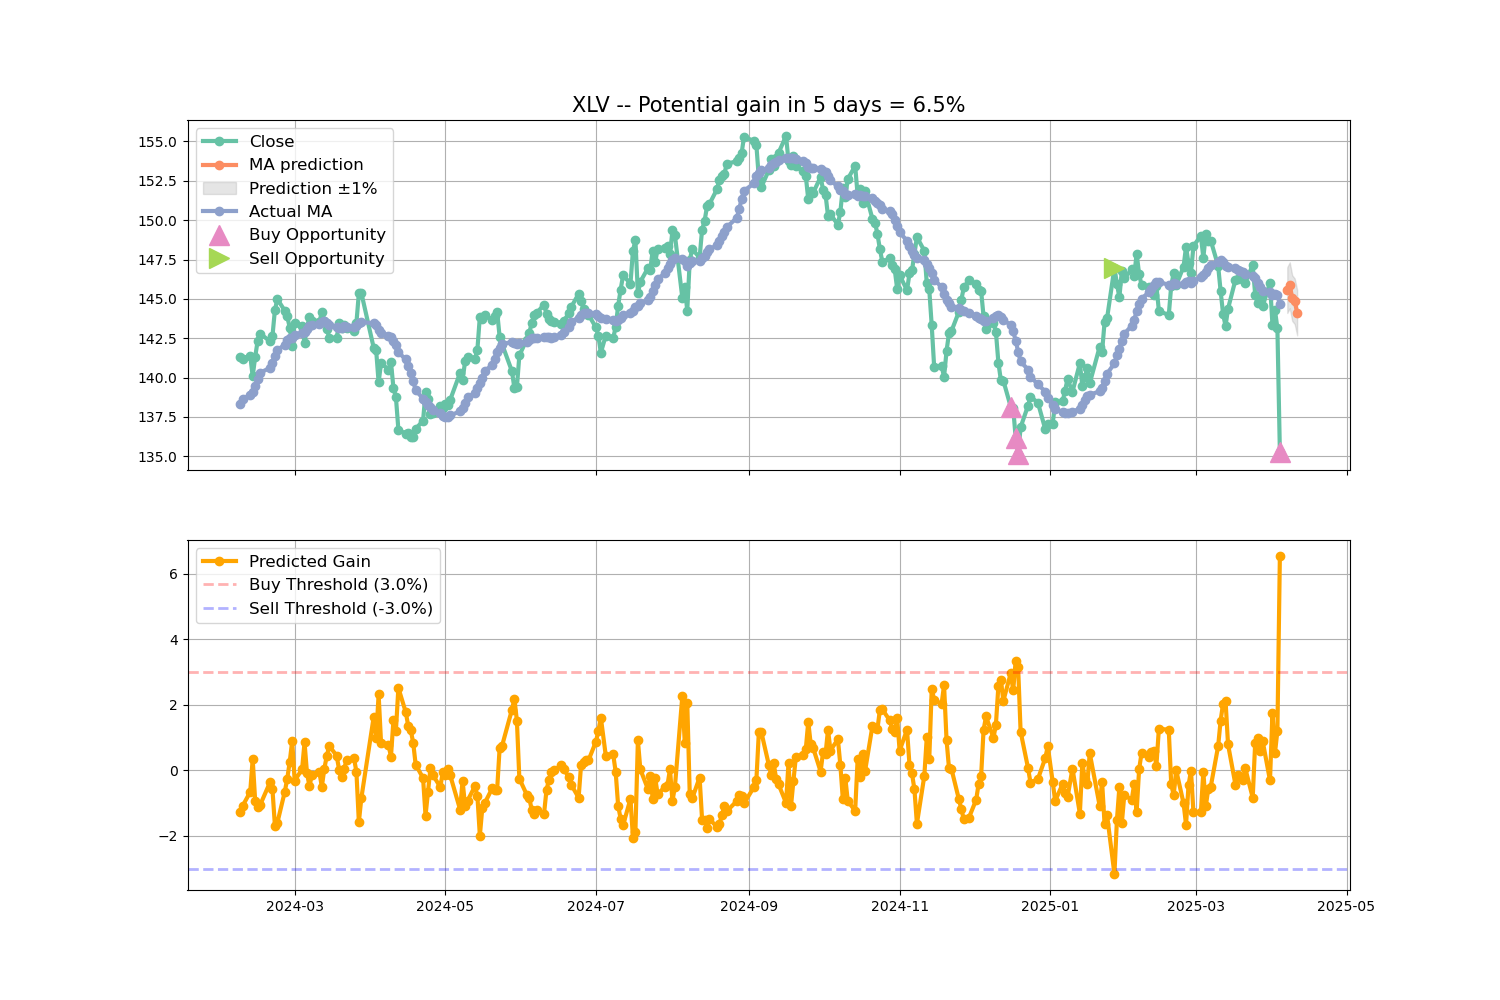 XLV -- Potential gain in 5 days = 6.5%
155.0
152.5
150.0
147.5
145.0
142.5
140.0
137.5
135.0
Close
MA prediction
Prediction ±1%
Actual MA
Buy Opportunity
Sell Opportunity
6
4
2
0
−2
Predicted Gain
Buy Threshold (3.0%)
Sell Threshold (-3.0%)
2024-03
2024-05
2024-07
2024-09
2024-11
2025-01
2025-03
2025-05